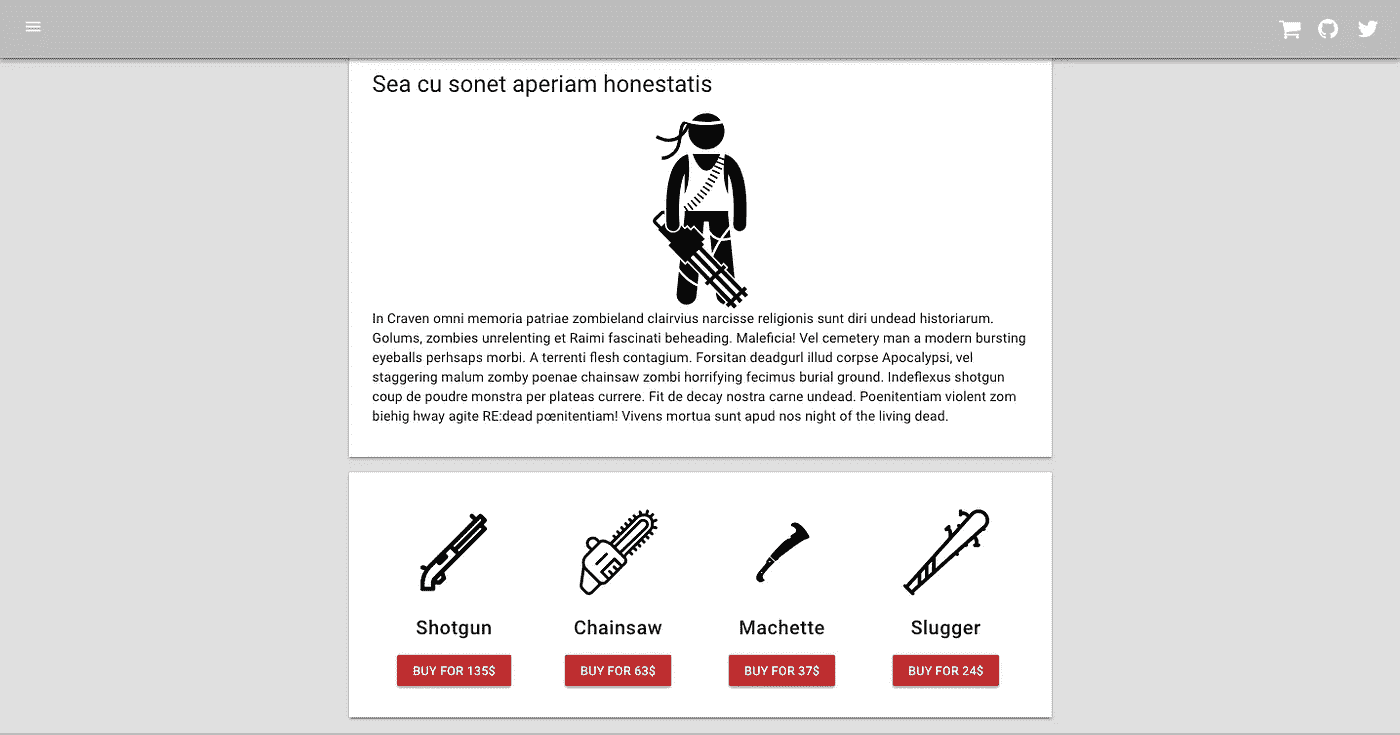 Sea cu sonet aperiam honestatis
In Craven omni memoria patriae zombieland clairvius narcisse religionis sunt diri undead historiarum.
Golums, zombies unrelenting et Raimi fascinati beheading. Maleficia! Vel cemetery man a modern bursting
eyeballs perhsaps morbi. A terrenti flesh contagium. Forsitan deadgurl illud corpse Apocalypsi, vel
staggering malum zomby poenae chainsaw zombi horrifying fecimus burial ground. Indeflexus shotgun
coup de poudre monstra per plateas currere. Fit de decay nostra carne undead. Poenitentiam violent zom
biehig hway agite RE:dead pœnitentiam! Vivens mortua sunt apud nos night of the living dead.
Shotgun Chainsaw Machette Slugger
BUY FOR 135$ BUY FOR 63$ BUY FOR 37$ BUY FOR 24$